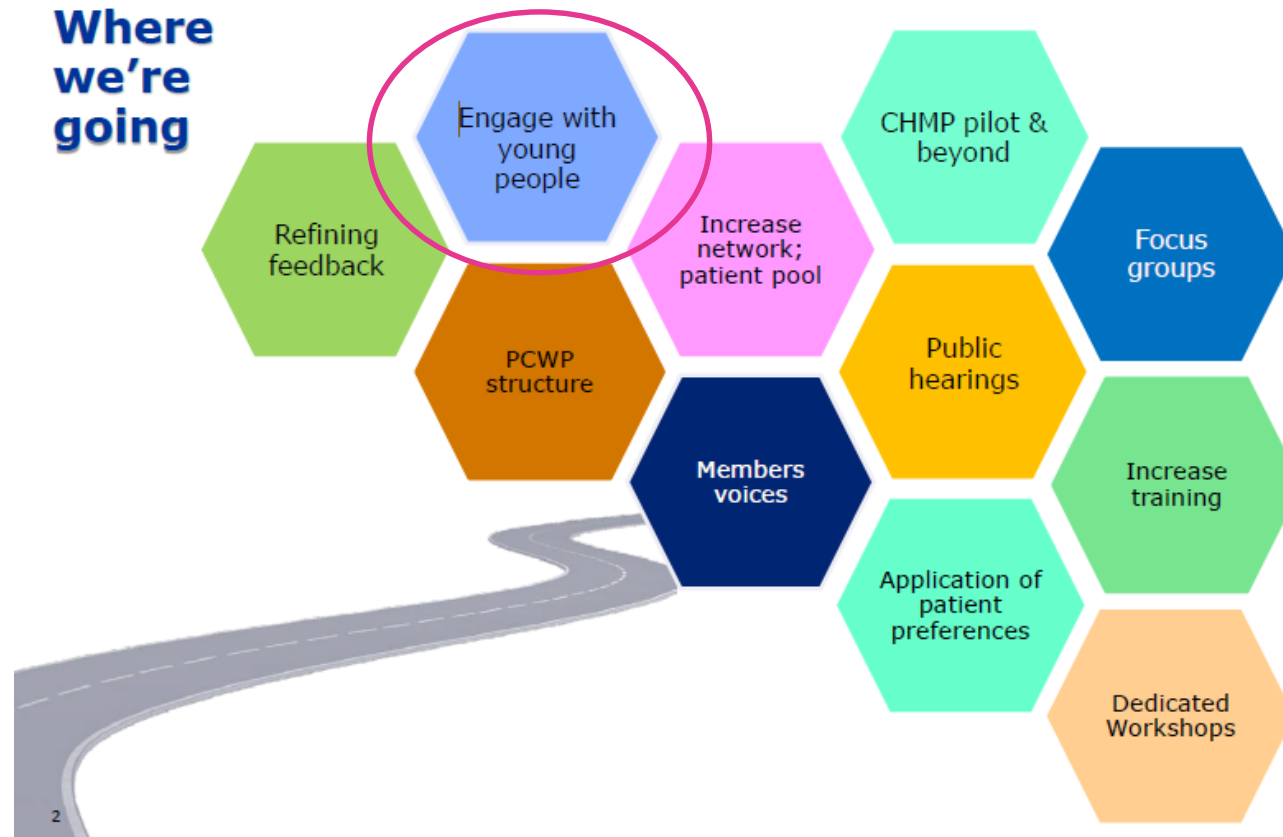 Where
we're
going
Engage with
young
people
CHMP pilot &
beyond
Refining
feedback
Increase
network;
patient pool
Focus
groups
PCWP
structure
Public
hearings
Members
voices
Increase
training
Application of
patient
preferences
Dedicated
Workshops
2